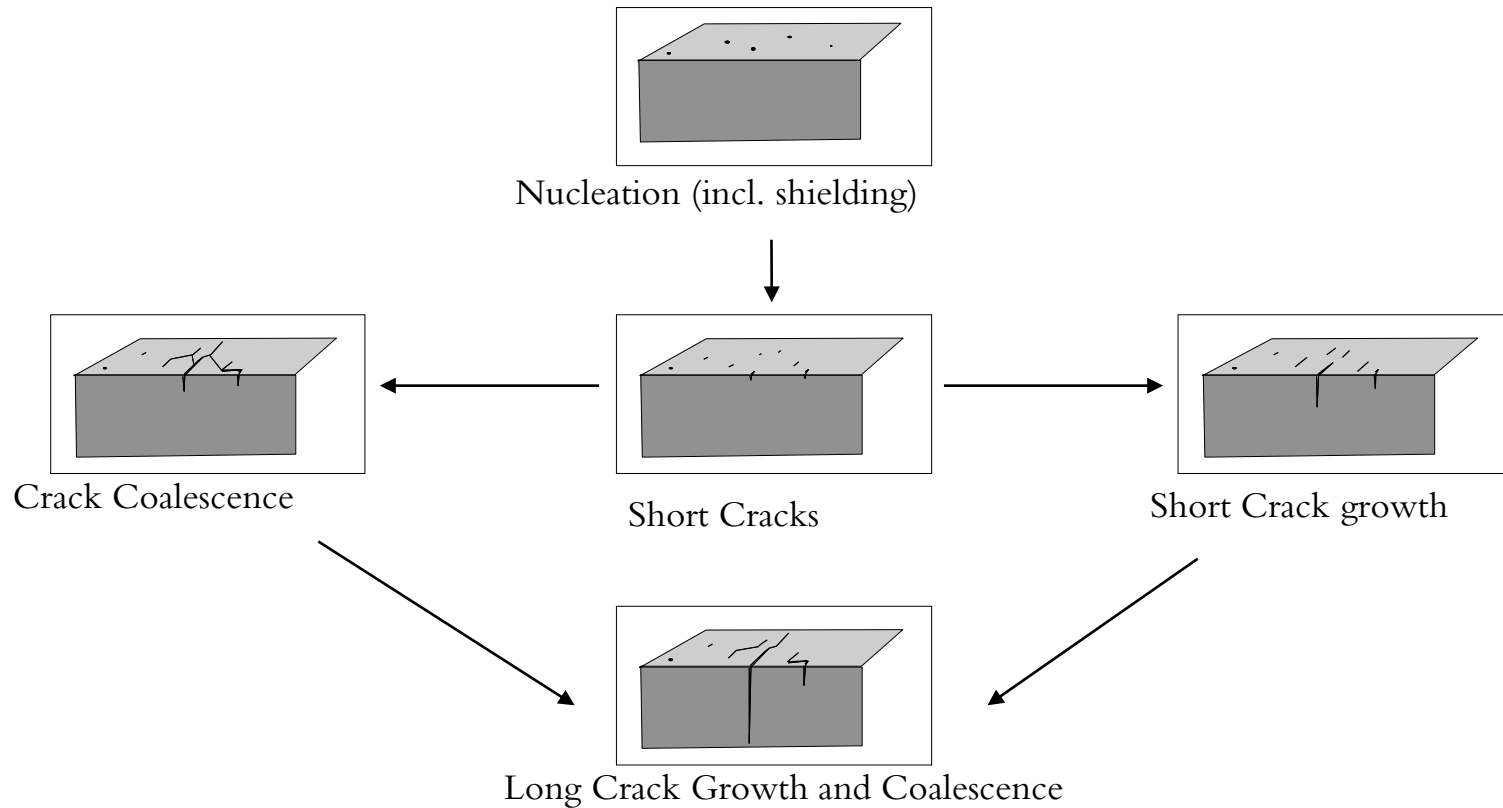 Nucleation (incl. shielding)
Crack Coalescence
Short Cracks
Short Crack growth
Long Crack Growth and Coalescence